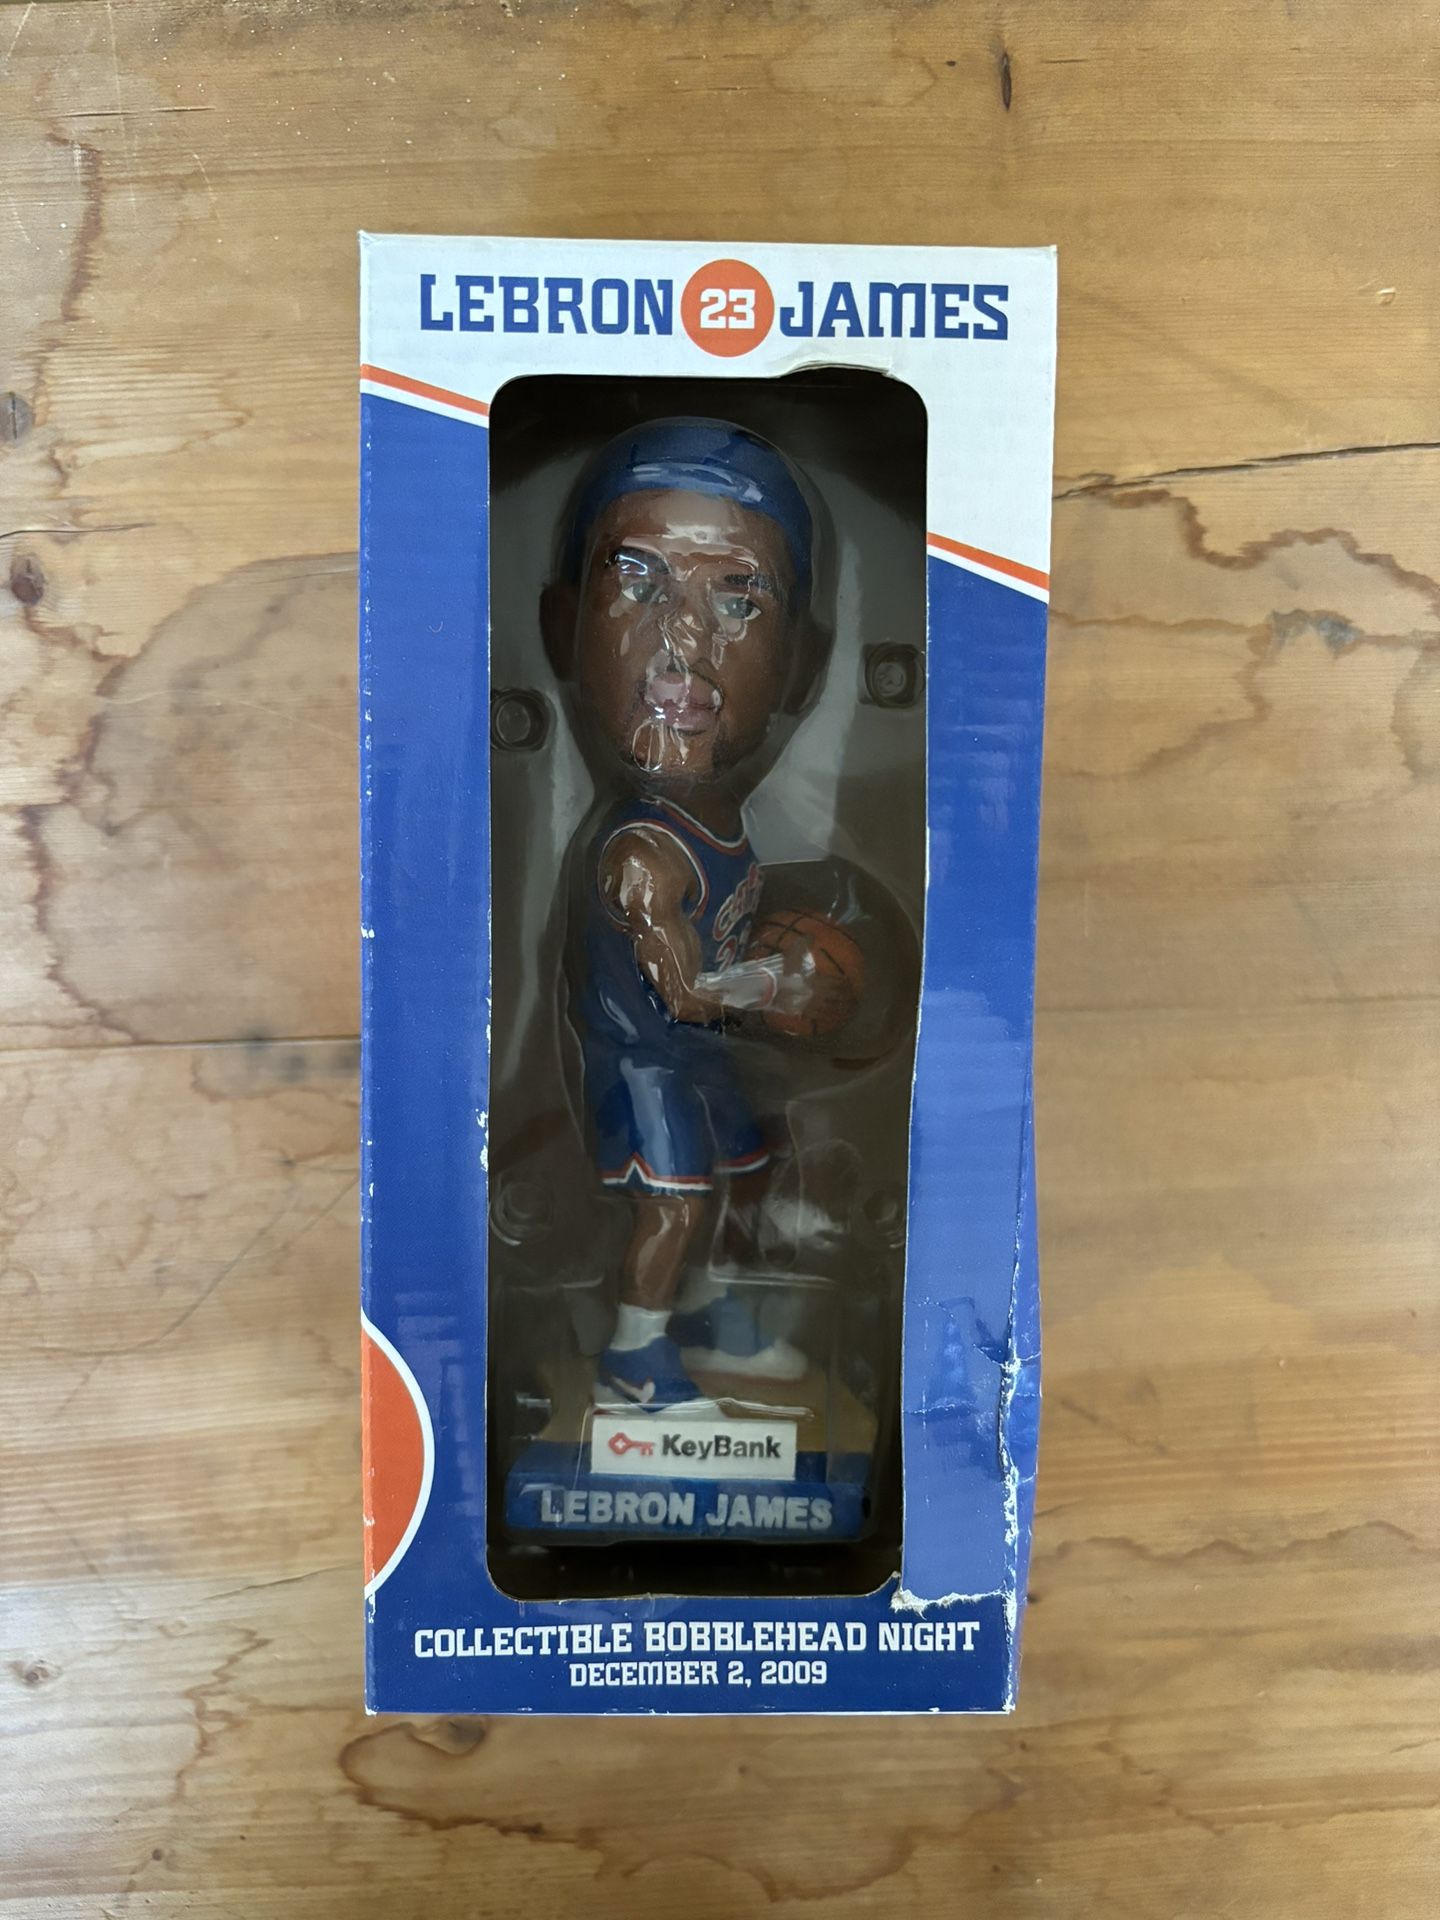 LEBRON 23 JAMES
KeyBank
LEBRON JAMES
COLLECTIBLE BOBBLEHEAD NIGHT
DECEMBER 2, 2009